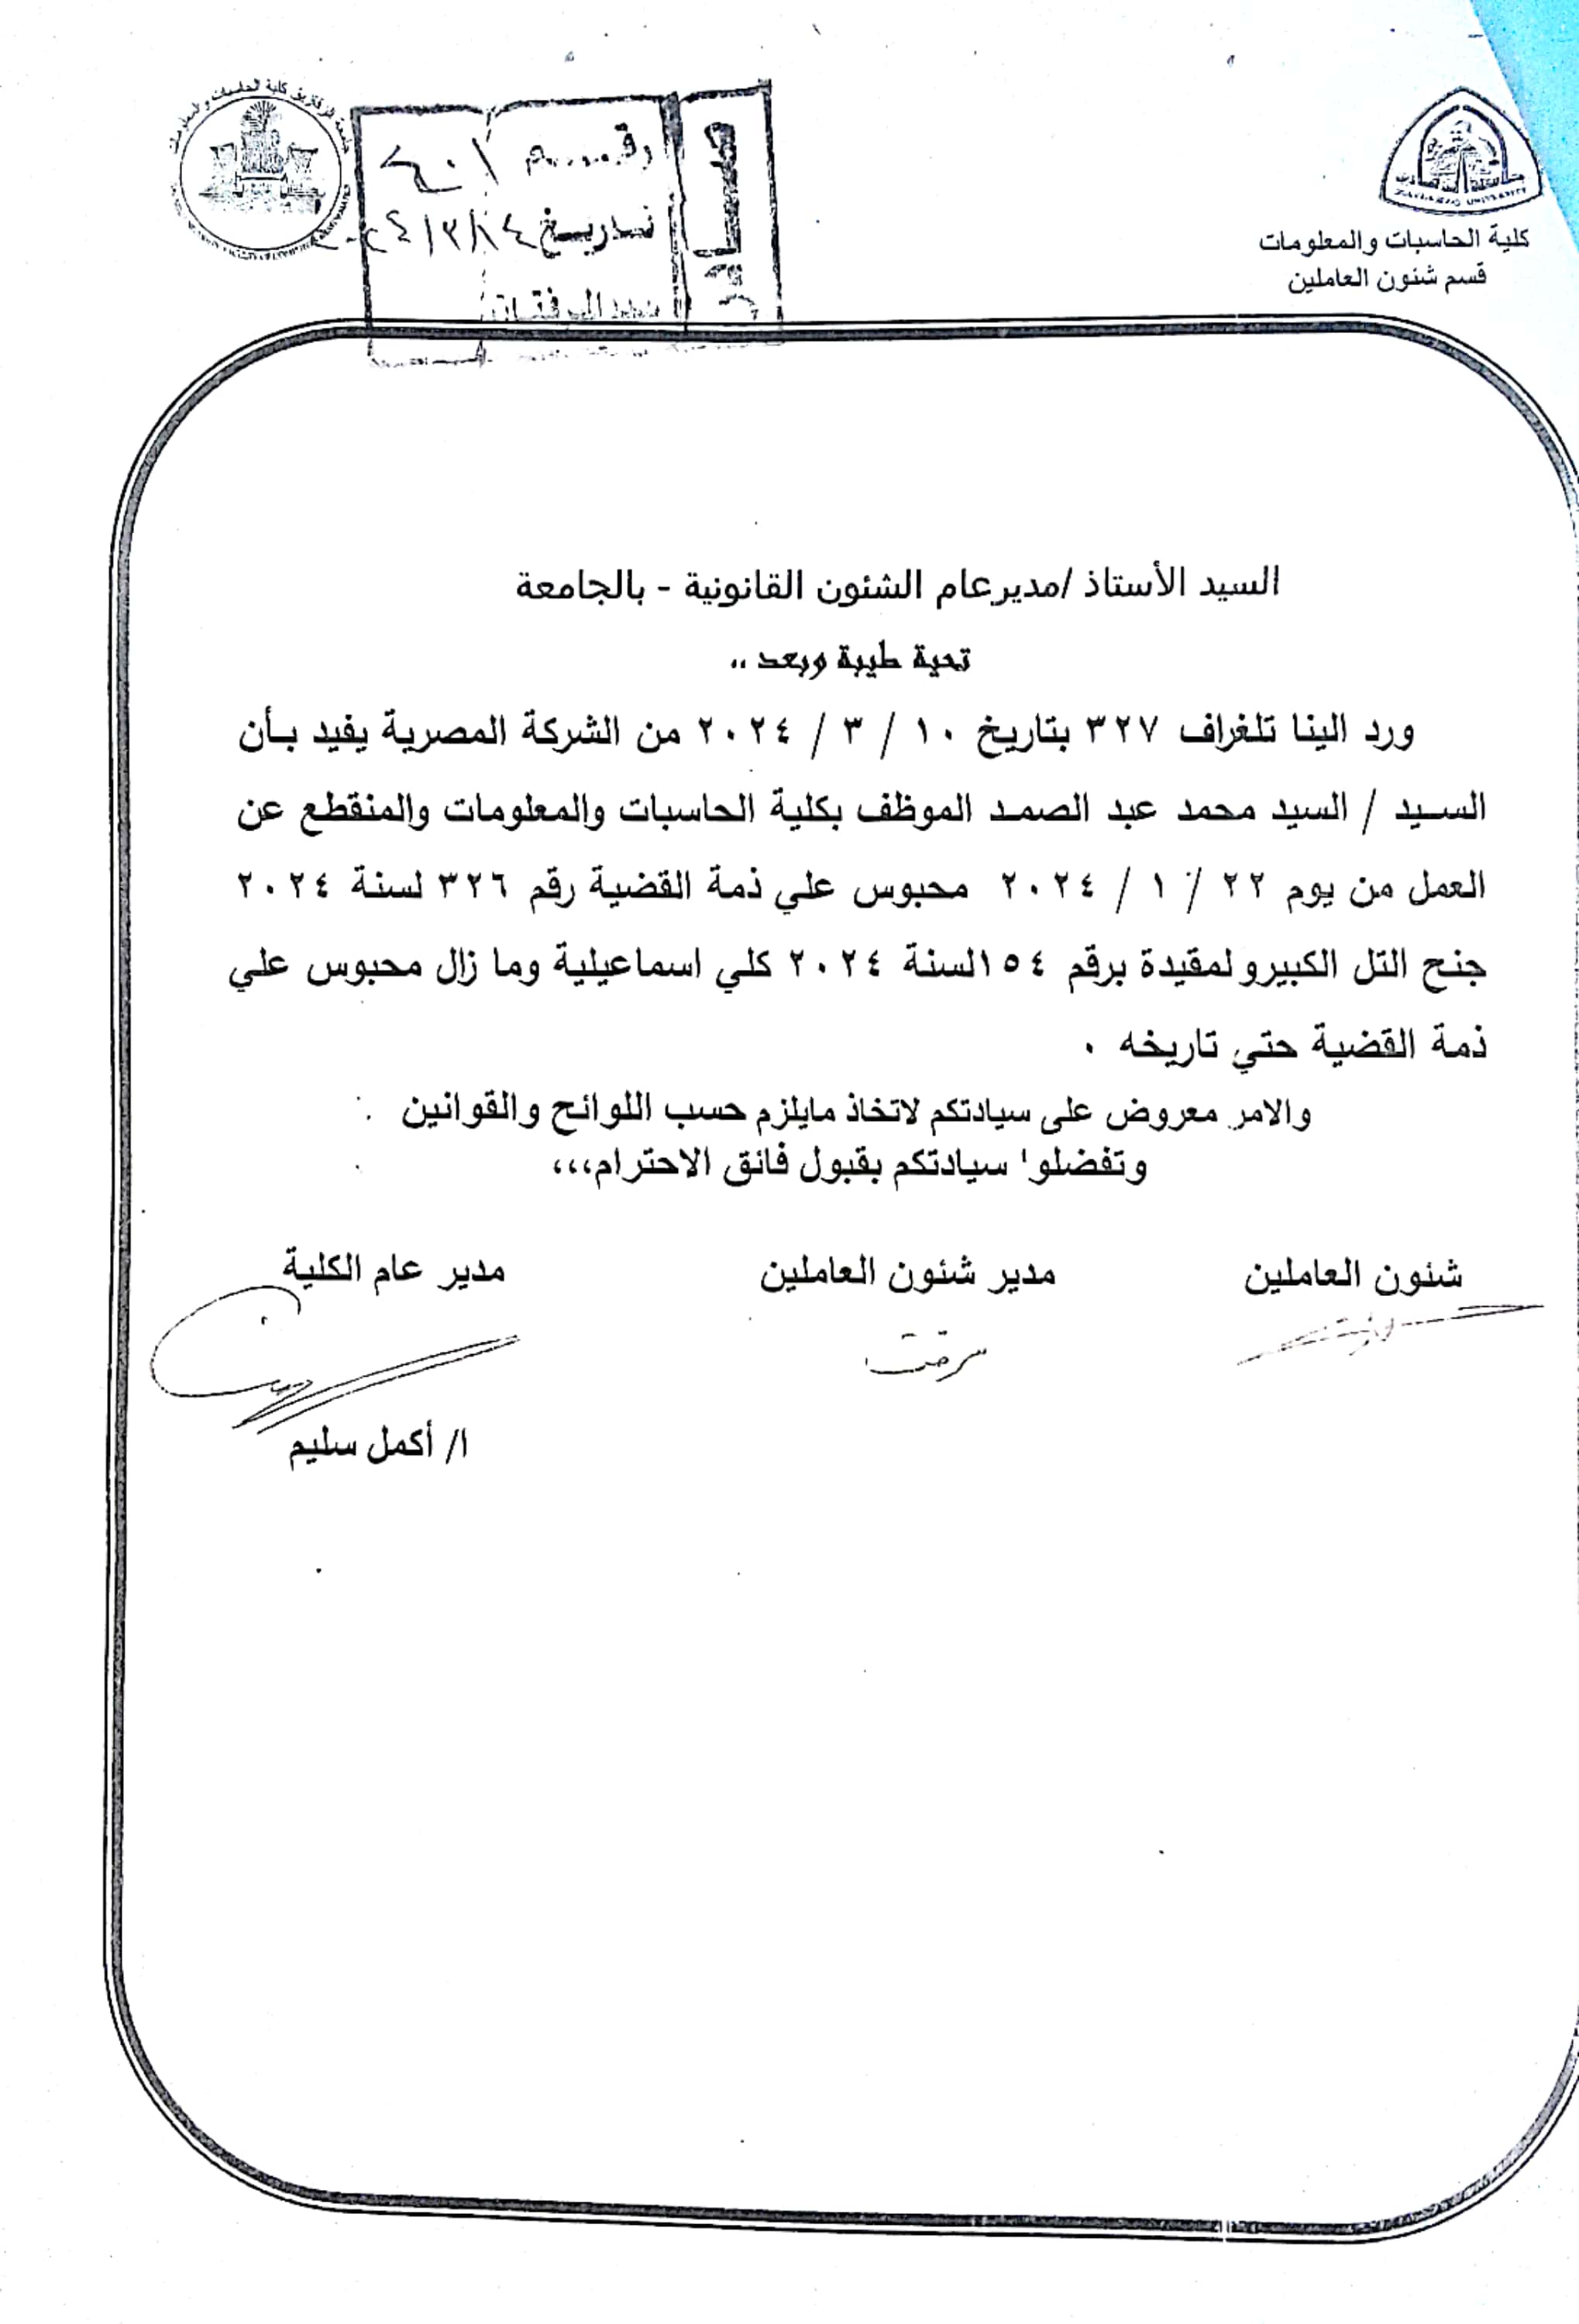 كلية الحاسبات والمعلومات
قسم شئون العاملين
رقم ٤٠١
تاريخ ٢٠٢٤/٣/١٤
السيد الأستاذ /مديرعام الشئون القانونية - بالجامعة
تحية طيبة وبعد ،،
ورد الينا تلغراف ٣٢٧ بتاريخ ١٠ / ٣ / ٢٠٢٤ من الشركة المصرية يفيد بأن
السيد / السيد محمد عبد الصمد الموظف بكلية الحاسبات والمعلومات والمنقطع عن
العمل من يوم ٢٢ / ١ / ٢٠٢٤ محبوس علي ذمة القضية رقم ٣٢٦ لسنة ٢٠٢٤
جنح التل الكبيرو لمقيدة برقم ١٥٤لسنة ٢٠٢٤ كلي اسماعيلية وما زال محبوس علي
ذمة القضية حتي تاريخه .
والامر معروض على سيادتكم لاتخاذ مايلزم حسب اللوائح والقوانين
وتفضلوا سيادتكم بقبول فائق الاحترام،،،
شئون العاملين مدير شئون العاملين مدير عام الكلية
ا/ أكمل سليم